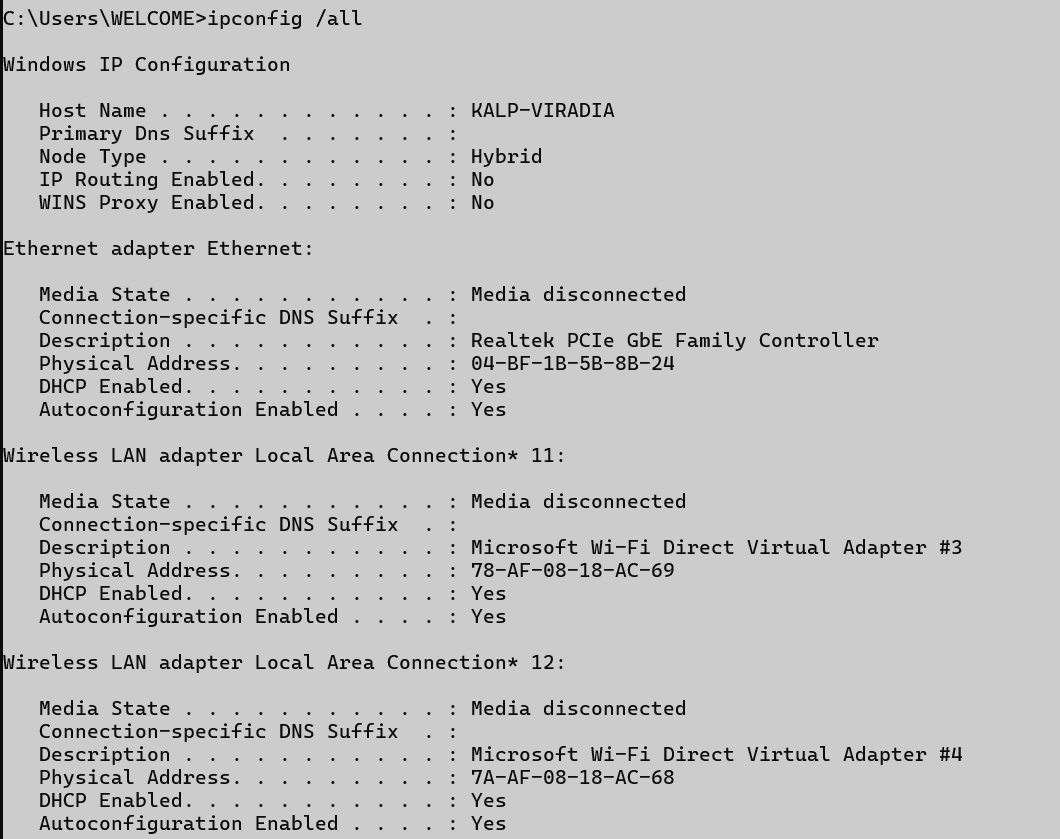 C:\Users\WELCOME>ipconfig /all
Windows IP Configuration
Host Name . . . . . . . . . . . . : KALP-VIRADIA
Primary Dns Suffix  . . . . . . . :
Node Type . . . . . . . . . . . . : Hybrid
IP Routing Enabled. . . . . . . . : No
WINS Proxy Enabled. . . . . . . . : No
Ethernet adapter Ethernet:
Media State . . . . . . . . . . . : Media disconnected
Connection-specific DNS Suffix  . :
Description . . . . . . . . . . . : Realtek PCIe GbE Family Controller
Physical Address. . . . . . . . . : 04-BF-1B-5B-8B-24
DHCP Enabled. . . . . . . . . . . : Yes
Autoconfiguration Enabled . . . . : Yes
Wireless LAN adapter Local Area Connection* 11:
Media State . . . . . . . . . . . : Media disconnected
Connection-specific DNS Suffix  . :
Description . . . . . . . . . . . : Microsoft Wi-Fi Direct Virtual Adapter #3
Physical Address. . . . . . . . . : 78-AF-08-18-AC-69
DHCP Enabled. . . . . . . . . . . : Yes
Autoconfiguration Enabled . . . . : Yes
Wireless LAN adapter Local Area Connection* 12:
Media State . . . . . . . . . . . : Media disconnected
Connection-specific DNS Suffix  . :
Description . . . . . . . . . . . : Microsoft Wi-Fi Direct Virtual Adapter #4
Physical Address. . . . . . . . . : 7A-AF-08-18-AC-68
DHCP Enabled. . . . . . . . . . . : Yes
Autoconfiguration Enabled . . . . : Yes